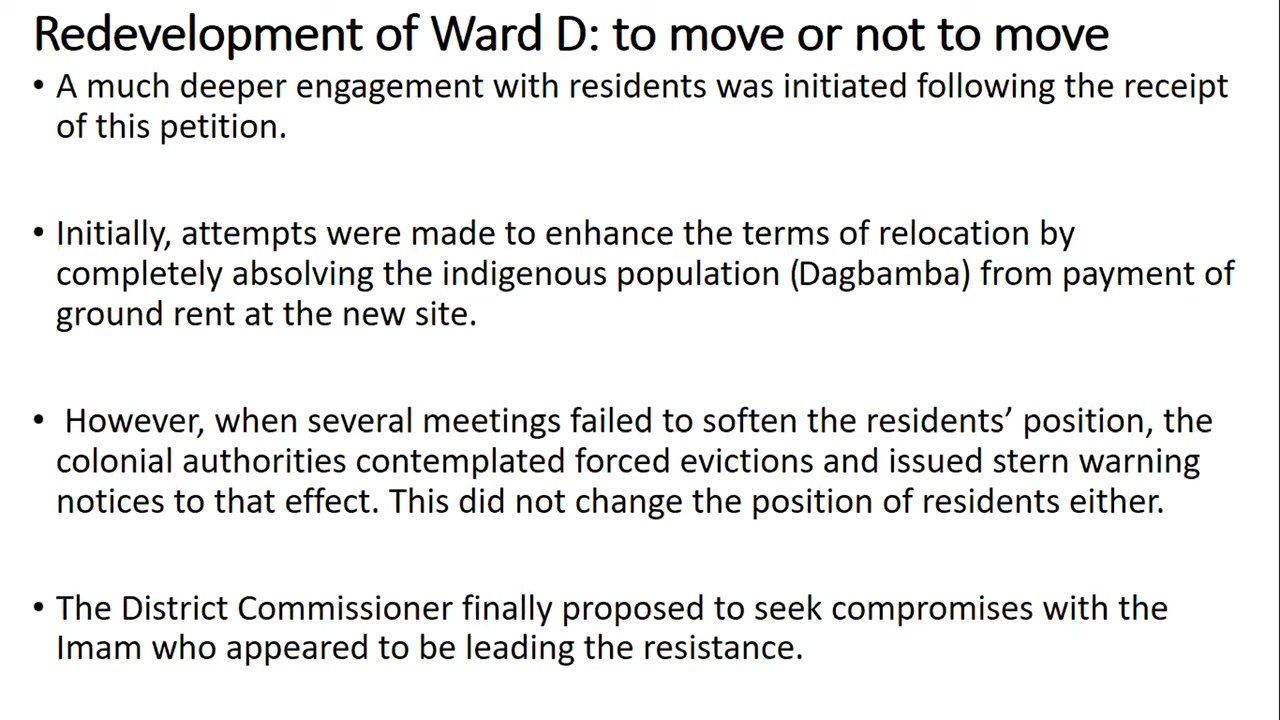 Redevelopment of Ward D: to move or not to move
• A much deeper engagement with residents was initiated following the receipt
of this petition.
• Initially, attempts were made to enhance the terms of relocation by
completely absolving the indigenous population (Dagbamba) from payment of
ground rent at the new site.
• However, when several meetings failed to soften the residents’ position, the
colonial authorities contemplated forced evictions and issued stern warning
notices to that effect. This did not change the position of residents either.
• The District Commissioner finally proposed to seek compromises with the
Imam who appeared to be leading the resistance.